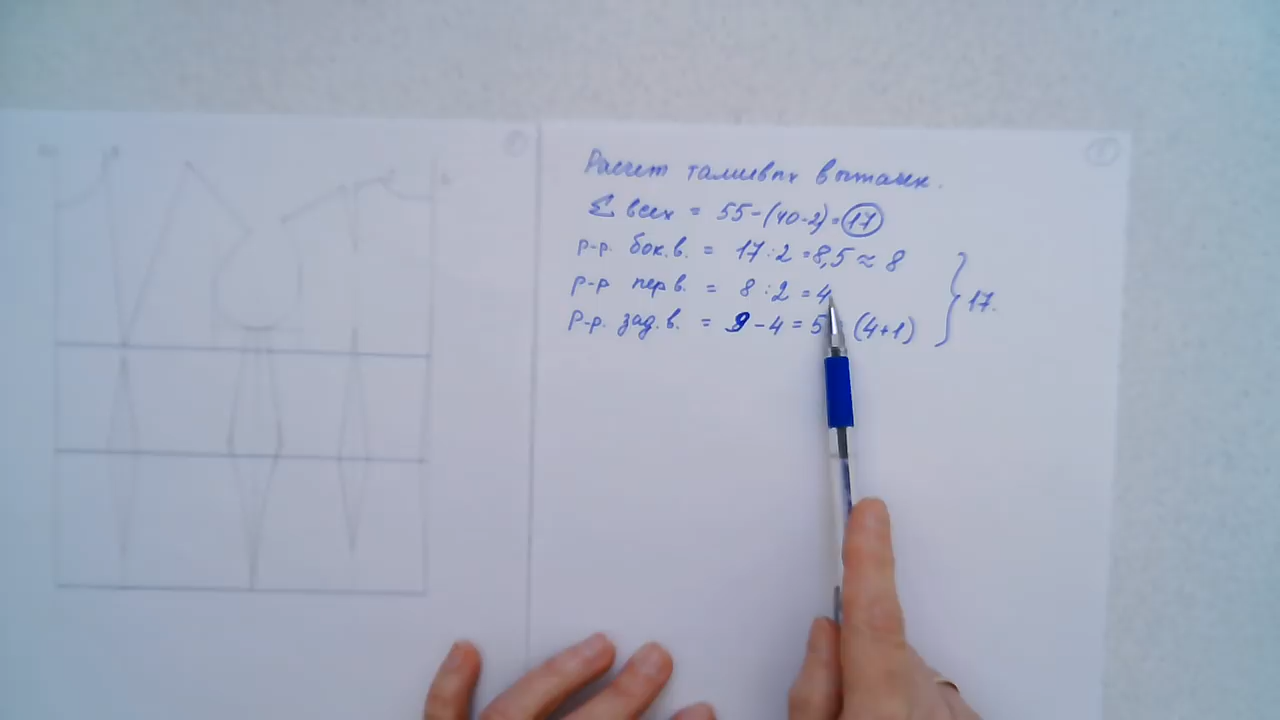 Расчет талиевых вытачек.
Σ всех = 55-(40-2)=17
р-р. бок.в. = 17:2=8,5≈8
р-р пер в. = 8:2=4
р-р. зад.в. = 9-4=5 (4+1)
} 17.